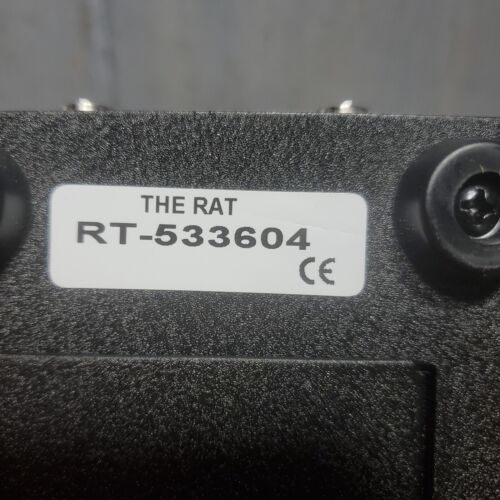 THE RAT
RT-533604
CE